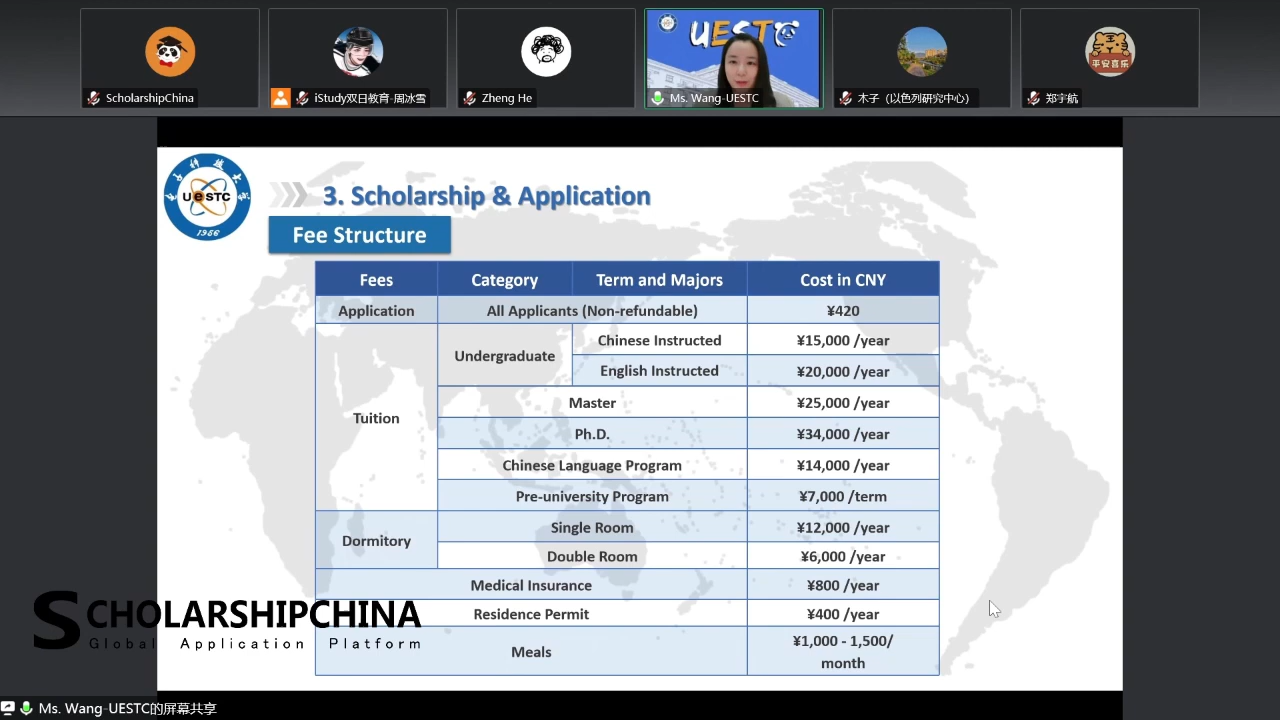 UESTC
平安喜乐
ScholarshipChina
iStudy双日教育-周冰雪
Zheng He
Ms. Wang-UESTC
木子（以色列研究中心）
郑宇航
UESTC
1956
3. Scholarship & Application
Fee Structure
Fees Category Term and Majors Cost in CNY
Application All Applicants (Non-refundable) ¥420
Tuition Undergraduate Chinese Instructed ¥15,000 /year
English Instructed ¥20,000 /year
Master ¥25,000 /year
Ph.D. ¥34,000 /year
Chinese Language Program ¥14,000 /year
Pre-university Program ¥7,000 /term
Dormitory Single Room ¥12,000 /year
Double Room ¥6,000 /year
Medical Insurance ¥800 /year
Residence Permit ¥400 /year
Meals ¥1,000 - 1,500/
month
SCHOLARSHIPCHINA
Global Application Platform
Ms. Wang-UESTC的屏幕共享